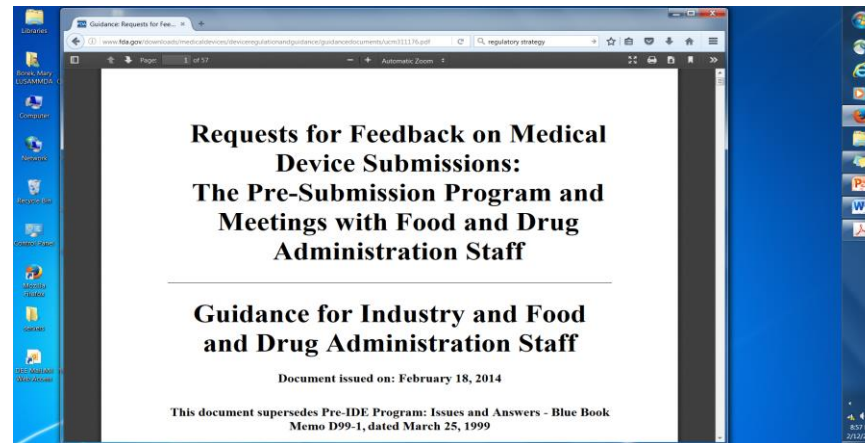 Libraries
Guidance: Requests for Fee...
www.fda.gov/downloads/medicaldevices/deviceregulationandguidance/guidancedocuments/ucm311176.pdf
regulatory strategy
Page:
1 of 57
Automatic Zoom
Computer
Network
Recycle Bin
Control Panel
Mozilla Firefox
Requests for Feedback on Medical
Device Submissions:
The Pre-Submission Program and
Meetings with Food and Drug
Administration Staff
Guidance for Industry and Food
and Drug Administration Staff
Document issued on: February 18, 2014
This document supersedes Pre-IDE Program: Issues and Answers - Blue Book
Memo D99-1, dated March 25, 1999